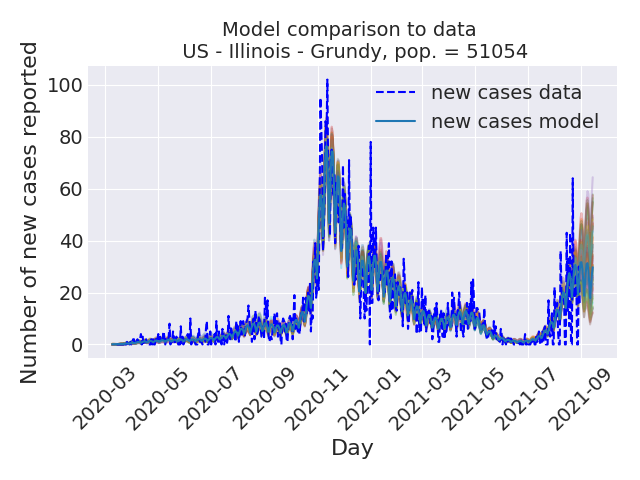 Model comparison to data
US - Illinois - Grundy, pop. = 51054
Number of new cases reported
100
80
60
40
20
0
new cases data
new cases model
2020-03
2020-05
2020-07
2020-09
2020-11
2021-01
2021-03
2021-05
2021-07
2021-09
Day